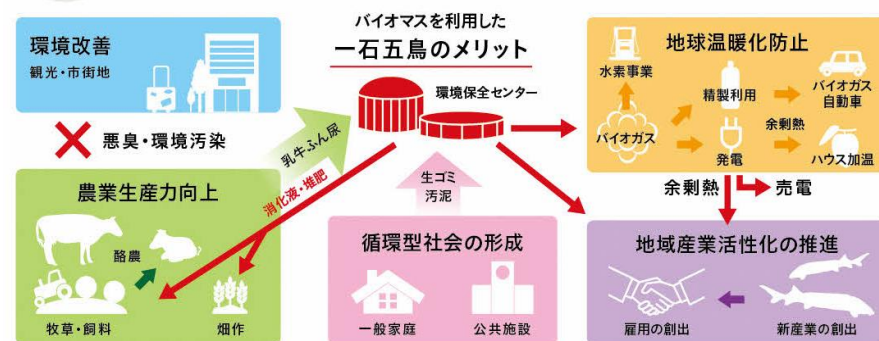 バイオマスを利用した
一石五鳥のメリット
環境改善
観光・市街地
悪臭・環境汚染
乳牛ふん尿
環境保全センター
消化液・堆肥
生ゴミ
汚泥
地球温暖化防止
水素事業
精製利用
バイオガス
自動車
バイオガス
発電
余剰熱
ハウス加温
余剰熱
売電
農業生産力向上
酪農
牧草・飼料
畑作
循環型社会の形成
一般家庭
公共施設
地域産業活性化の推進
雇用の創出
新産業の創出